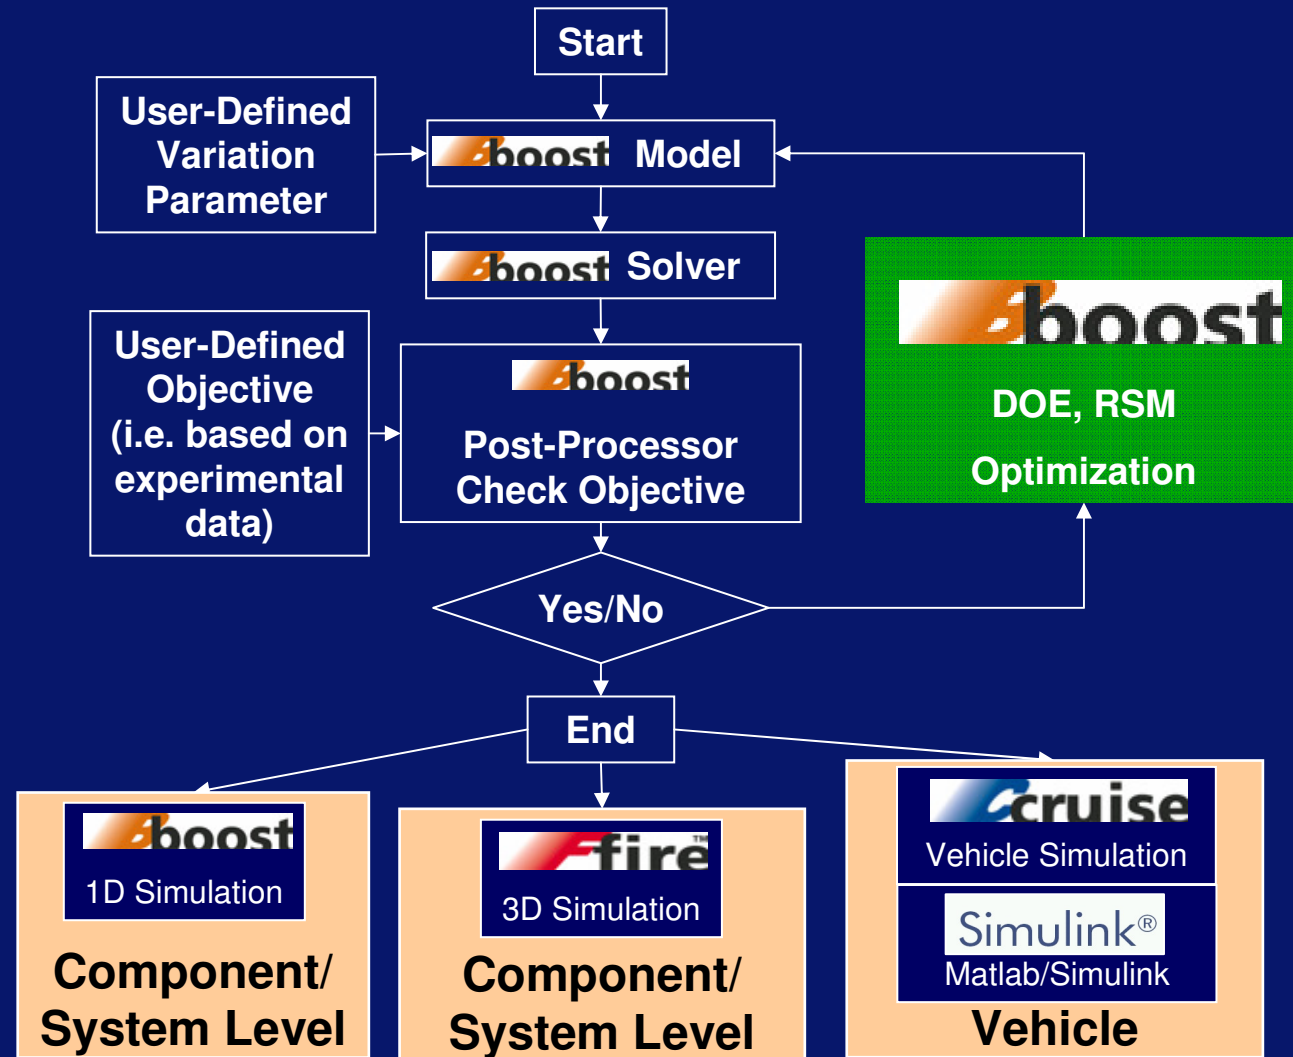 Start
User-Defined
Variation
Parameter
boost Model
boost Solver
User-Defined
Objective
(i.e. based on
experimental
data)
boost
Post-Processor
Check Objective
boost
DOE, RSM
Optimization
Yes/No
End
boost
1D Simulation
Component/
System Level
fire™
3D Simulation
Component/
System Level
cruise
Vehicle Simulation
Simulink®
Matlab/Simulink
Vehicle